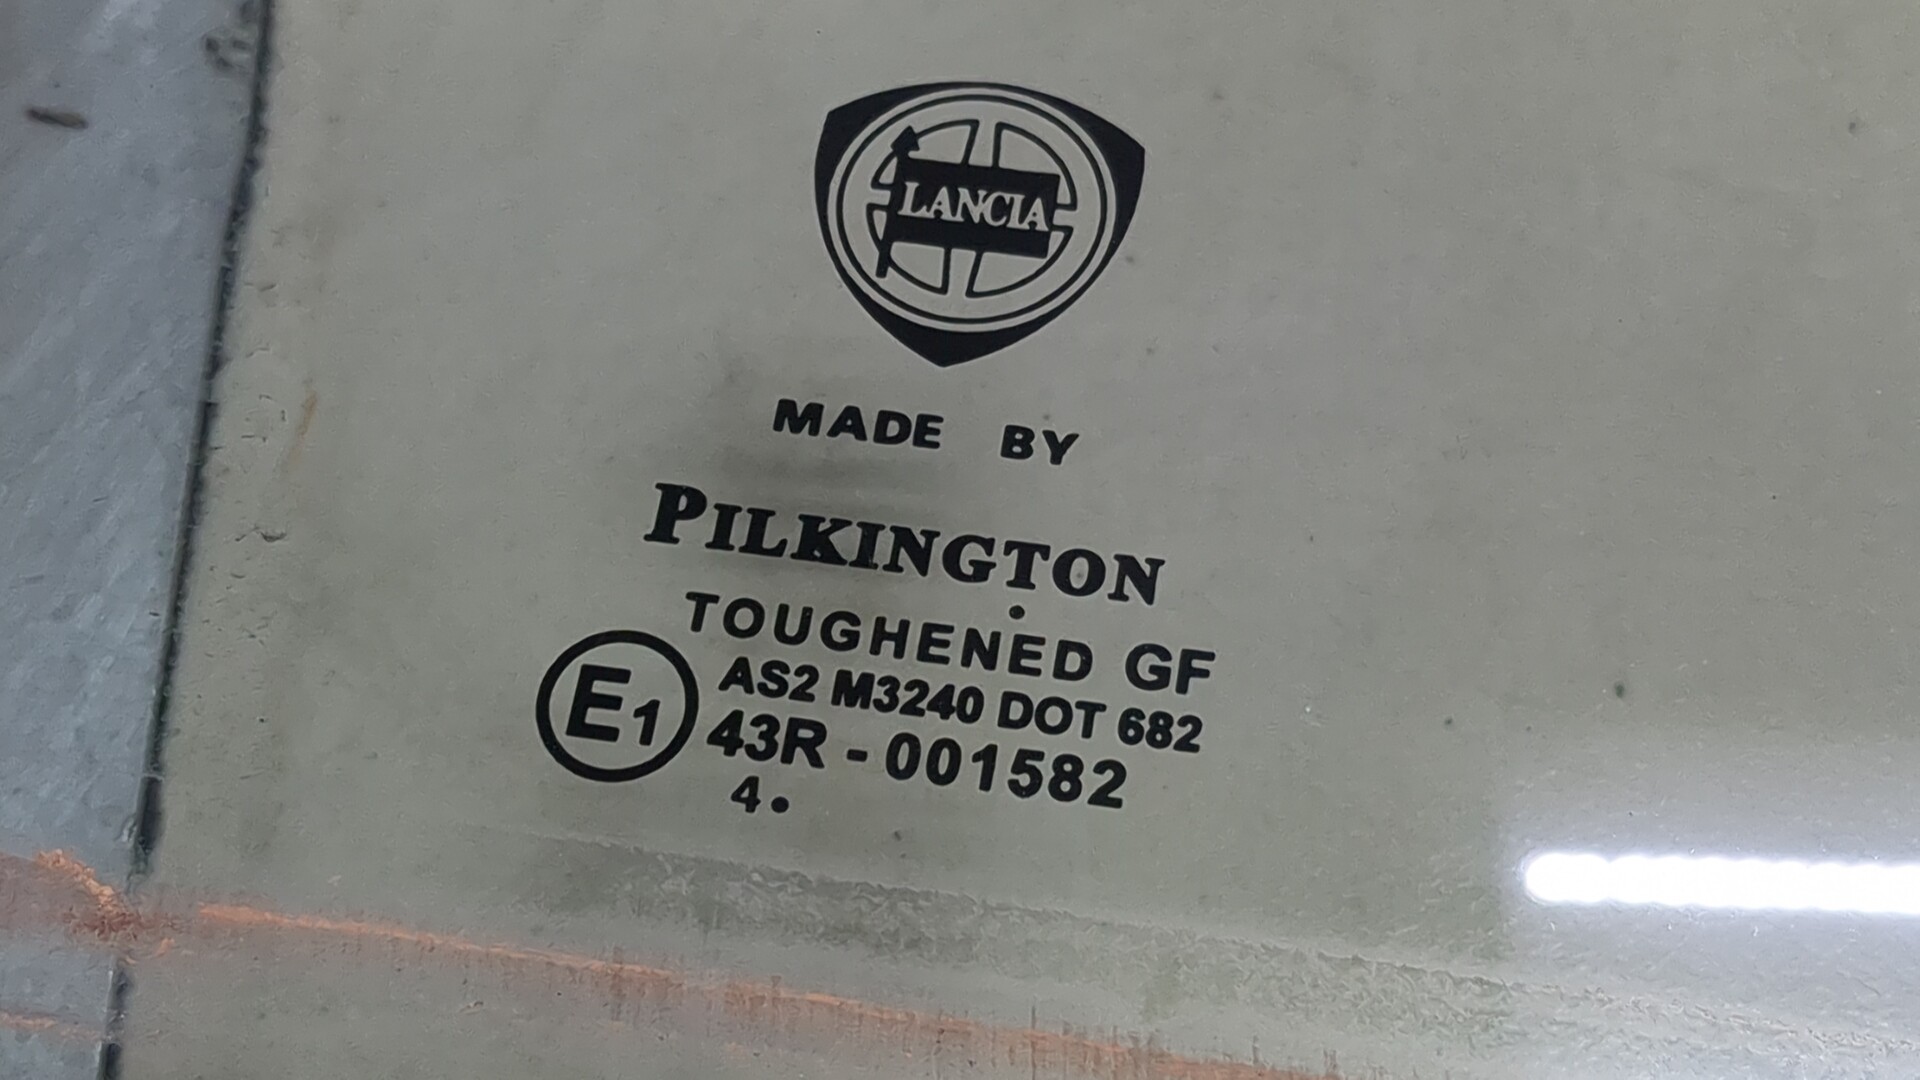 LANCIA
MADE BY
PILKINGTON
TOUGHENED GF
AS2 M3240 DOT 682
E1 43R - 001582
4.